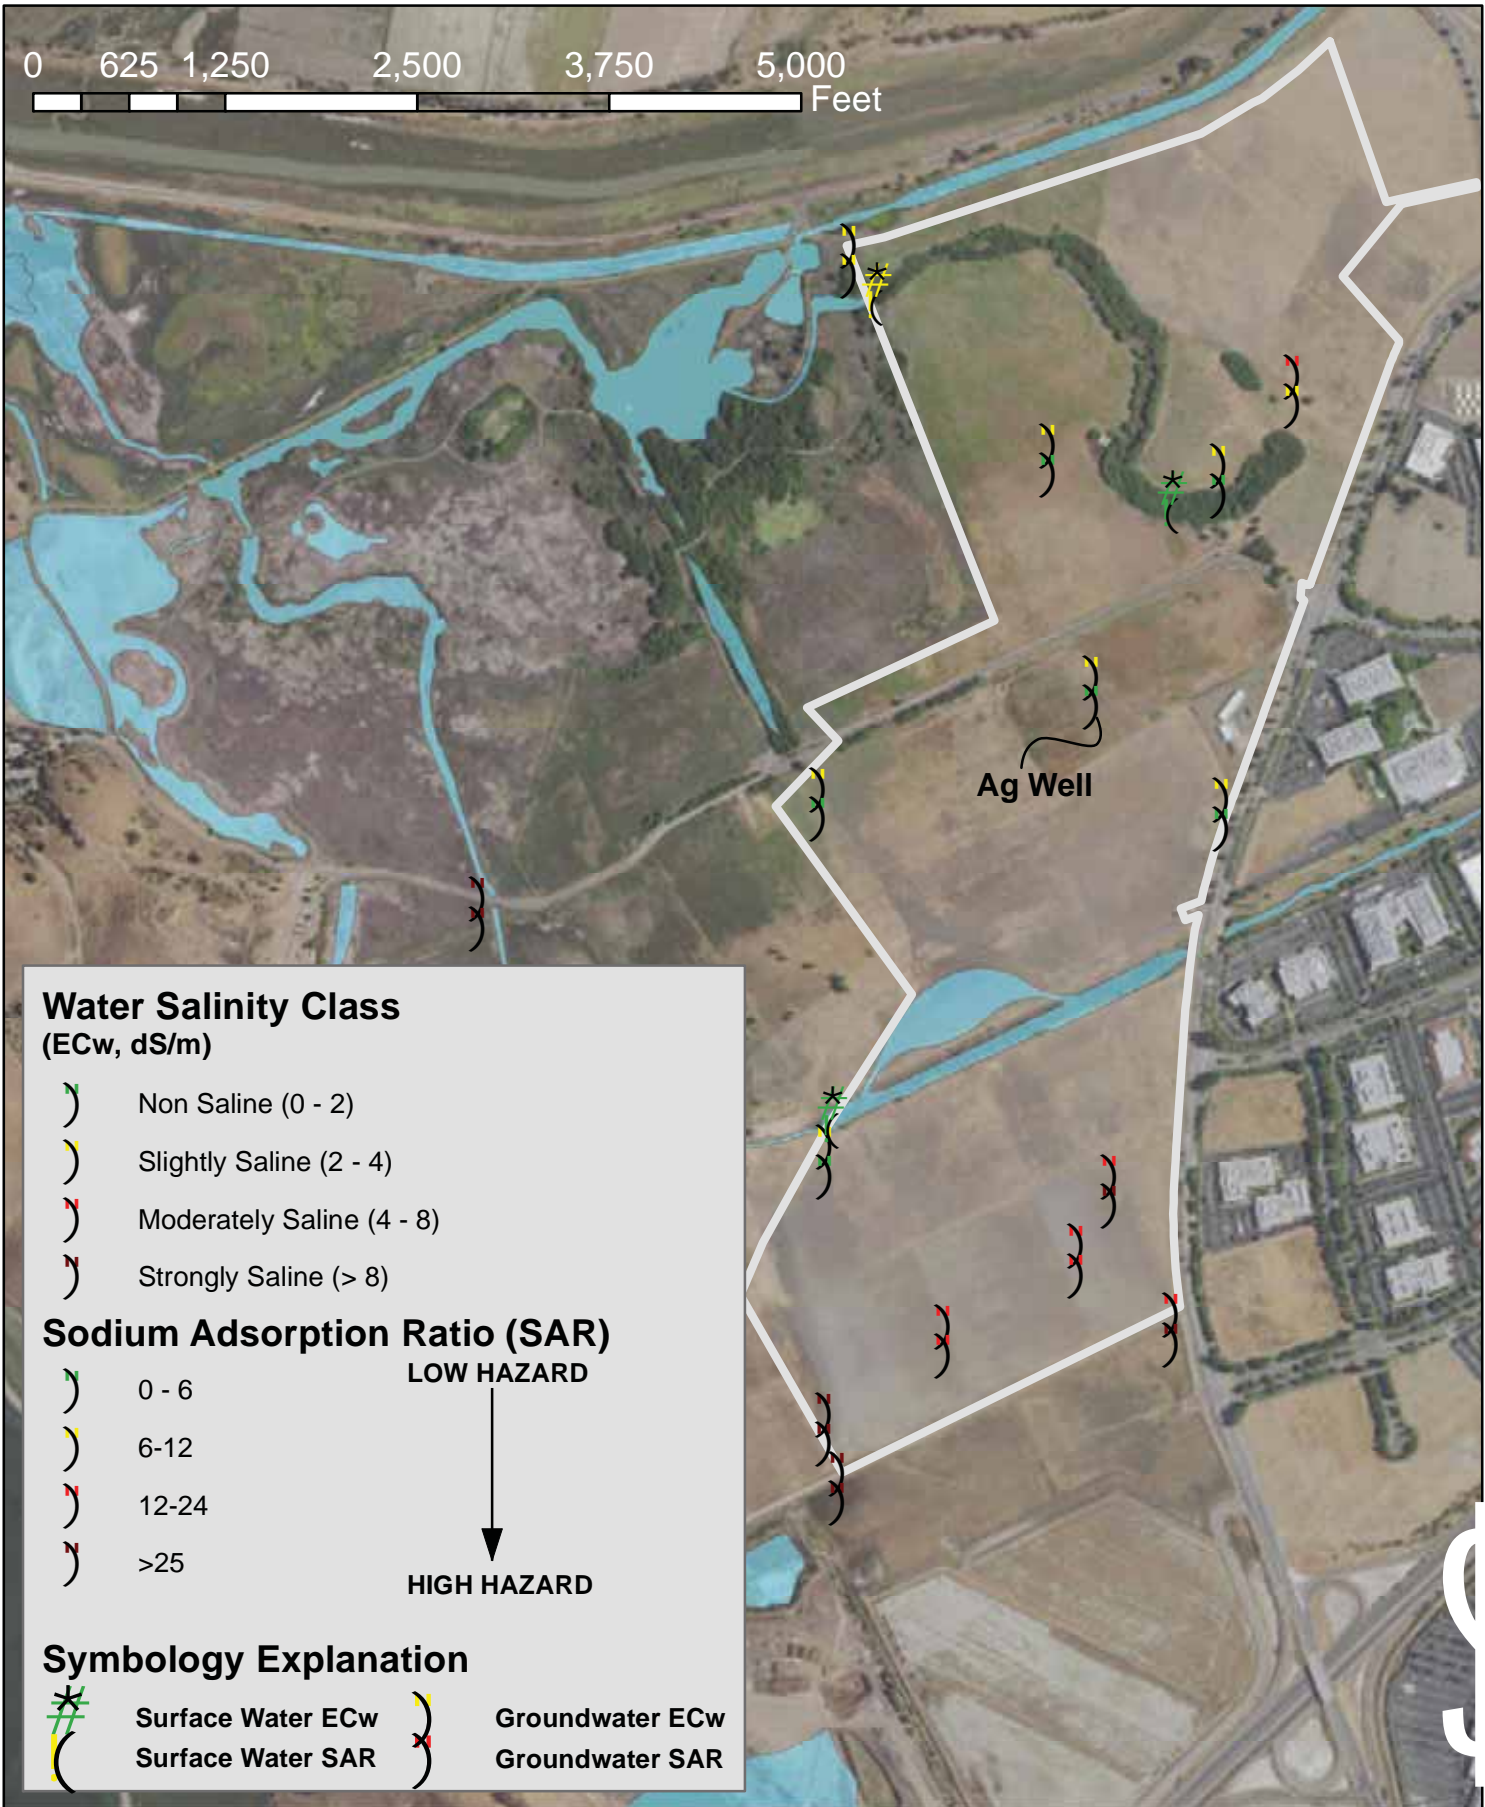 0 625 1,250 2,500 3,750 5,000
Feet
Ag Well
Water Salinity Class
(ECw, dS/m)
Non Saline (0 - 2)
Slightly Saline (2 - 4)
Moderately Saline (4 - 8)
Strongly Saline (> 8)
Sodium Adsorption Ratio (SAR)
LOW HAZARD
0 - 6
6-12
12-24
>25
HIGH HAZARD
Symbology Explanation
Surface Water ECw
Groundwater ECw
Surface Water SAR
Groundwater SAR